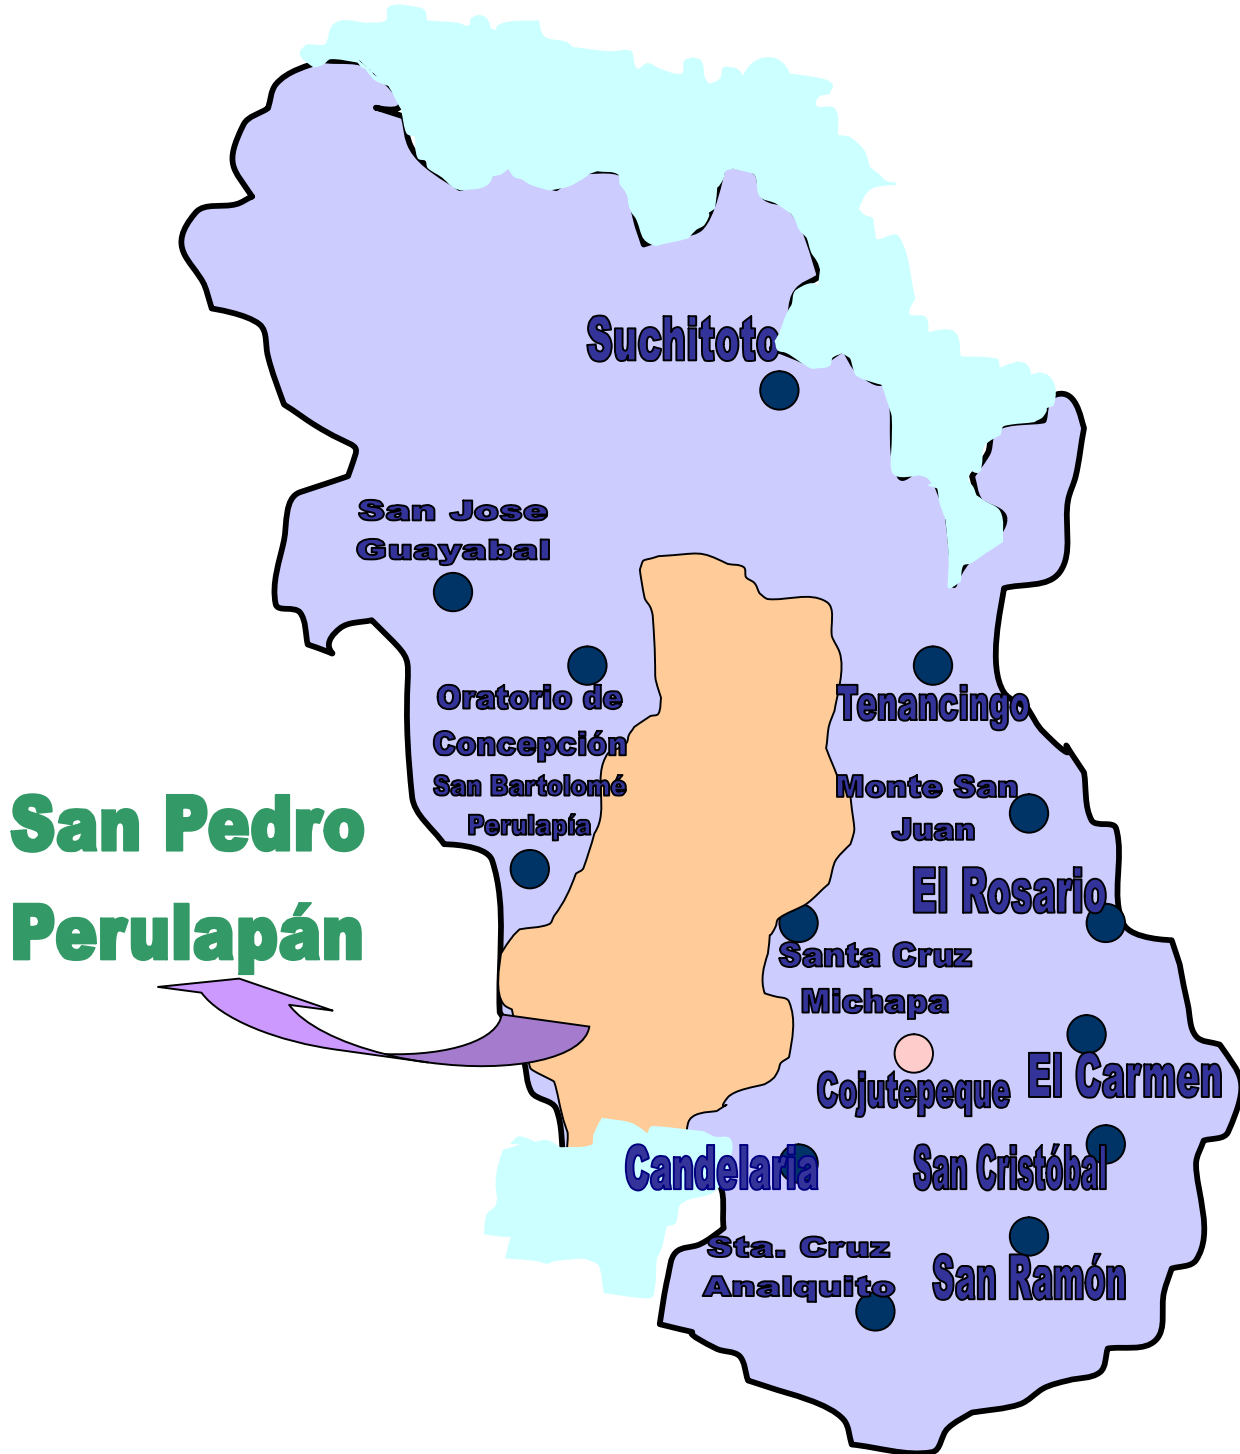 Suchitoto
San Jose
Guayabal
Oratorio de
Concepción
San Bartolomé
Perulapía
Tenancingo
Monte San
Juan
San Pedro
Perulapán
El Rosario
Santa Cruz
Michapa
Cojutepeque
El Carmen
Candelaria
San Cristóbal
Sta. Cruz
Analquito
San Ramón